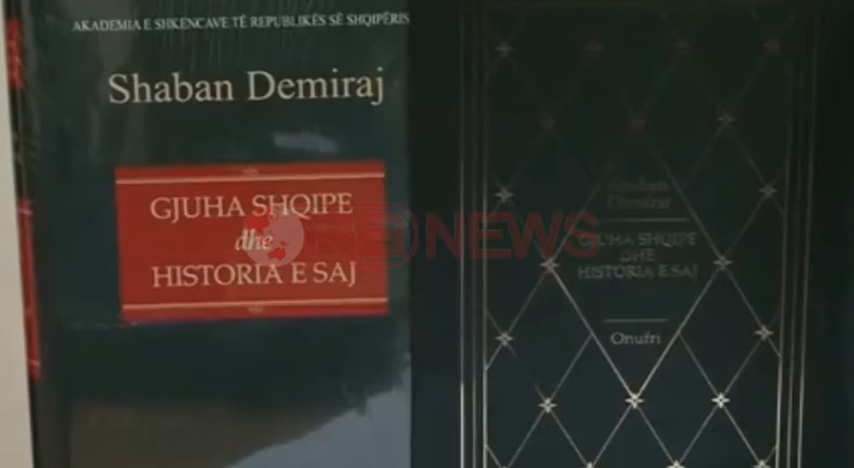 AKADEMIA E SHKENCAVE TË REPUBLIKËS SË SHQIPËRIS
Shaban Demiraj
GJUHA SHQIPE
dhe
HISTORIA E SAJ
Shaban
Demiraj
GJUHA SHQIPE
DHE
HISTORIA E SAJ
Onufri
NEWS